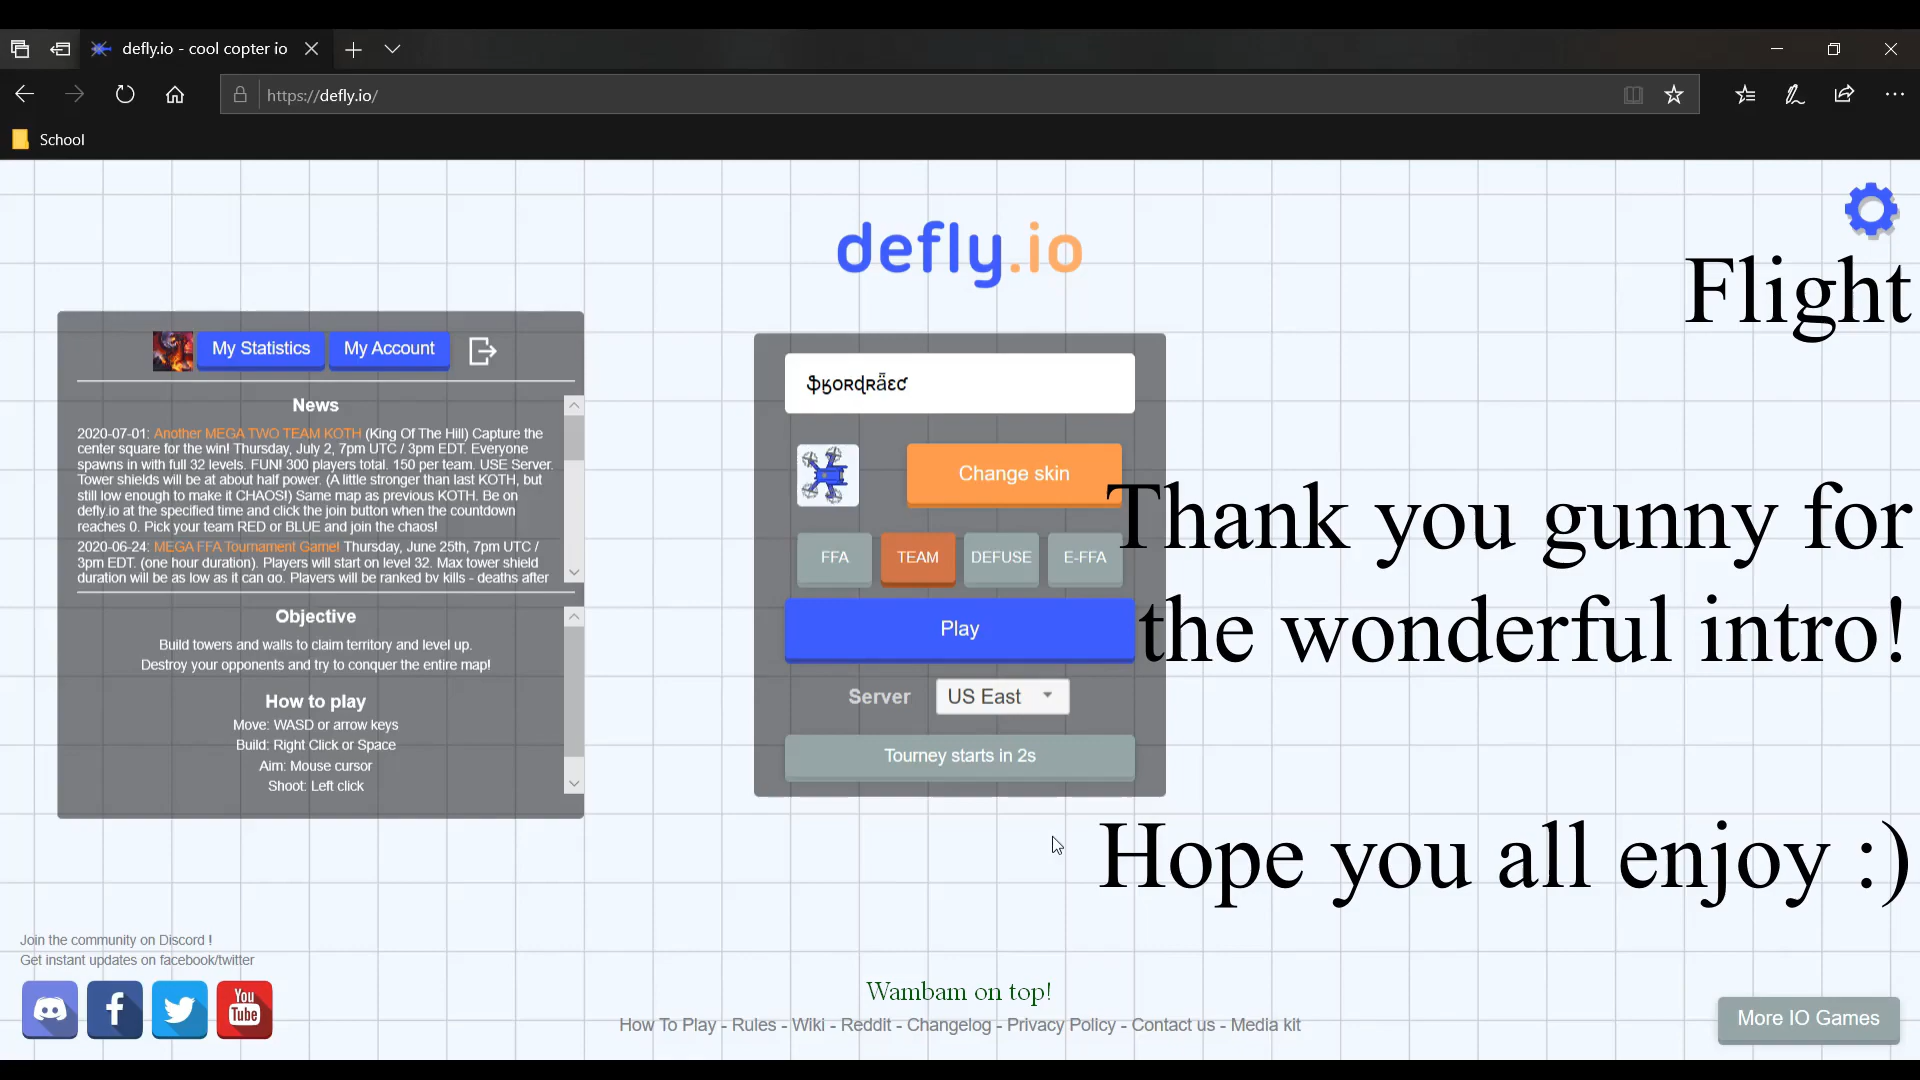 defly.io - cool copter io
https://defly.io/
School
defly.io
Flight
My Statistics
My Account
News
2020-07-01: Another MEGA TWO TEAM KOTH (King Of The Hill) Capture the
center square for the win! Thursday, July 2, 7pm UTC / 3pm EDT. Everyone
spawns in with full 32 levels. FUN! 300 players total. 150 per team. USE Server.
Tower shields will be at about half power. (A little stronger than last KOTH, but
still low enough to make it CHAOS!) Same map as previous KOTH. Be on
defly.io at the specified time and click the join button when the countdown
reaches 0. Pick your team RED or BLUE and join the chaos!
2020-06-24: MEGA FFA Tournament Game! Thursday, June 25th, 7pm UTC /
3pm EDT. (one hour duration). Players will start on level 32. Max tower shield
duration will be as low as it can go. Players will be ranked by kills - deaths after
Objective
Build towers and walls to claim territory and level up.
Destroy your opponents and try to conquer the entire map!
How to play
Move: WASD or arrow keys
Build: Right Click or Space
Aim: Mouse cursor
Shoot: Left click
Change skin
FFA
TEAM
DEFUSE
E-FFA
Play
Server
US East
Tourney starts in 2s
Thank you gunny for
the wonderful intro!
Hope you all enjoy :)
Join the community on Discord !
Get instant updates on facebook/twitter
You
Tube
Wambam on top!
How To Play - Rules - Wiki - Reddit - Changelog - Privacy Policy - Contact us - Media kit
More IO Games